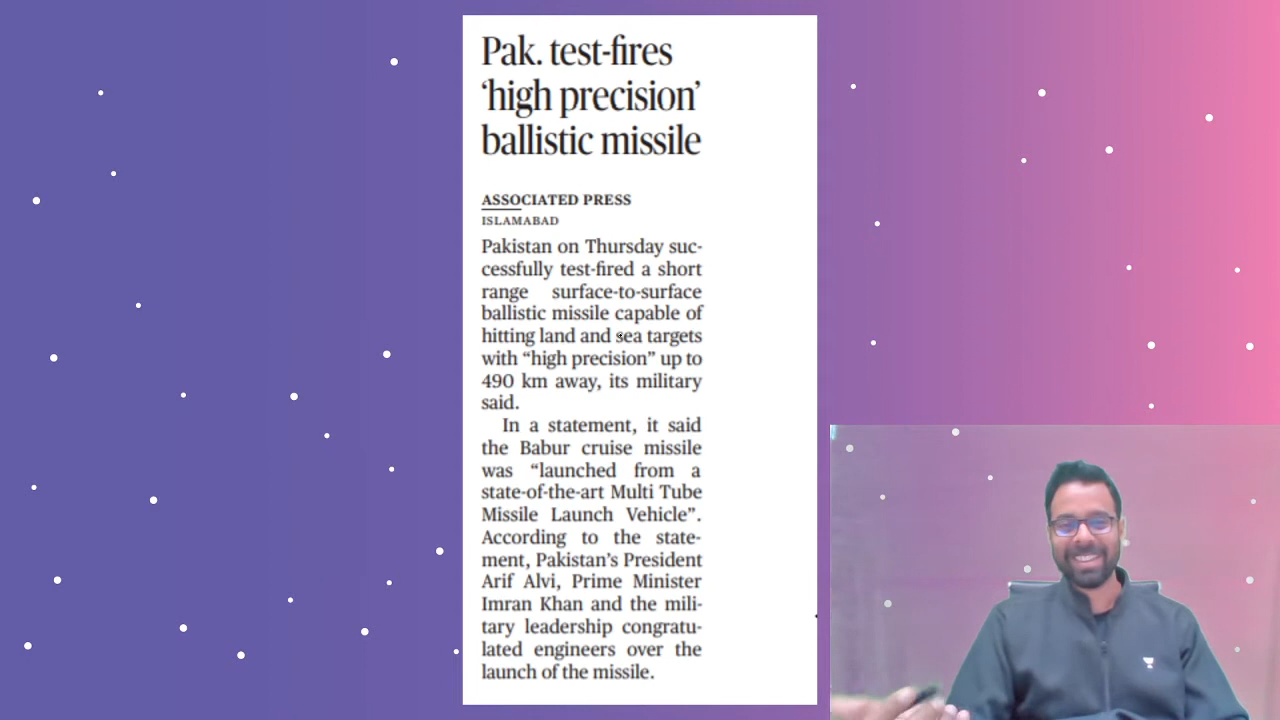 Pak. test-fires
‘high precision’
ballistic missile
ASSOCIATED PRESS
ISLAMABAD
Pakistan on Thursday suc-
cessfully test-fired a short
range surface-to-surface
ballistic missile capable of
hitting land and sea targets
with “high precision” up to
490 km away, its military
said.
In a statement, it said
the Babur cruise missile
was “launched from a
state-of-the-art Multi Tube
Missile Launch Vehicle”.
According to the state-
ment, Pakistan’s President
Arif Alvi, Prime Minister
Imran Khan and the mili-
tary leadership congratu-
lated engineers over the
launch of the missile.